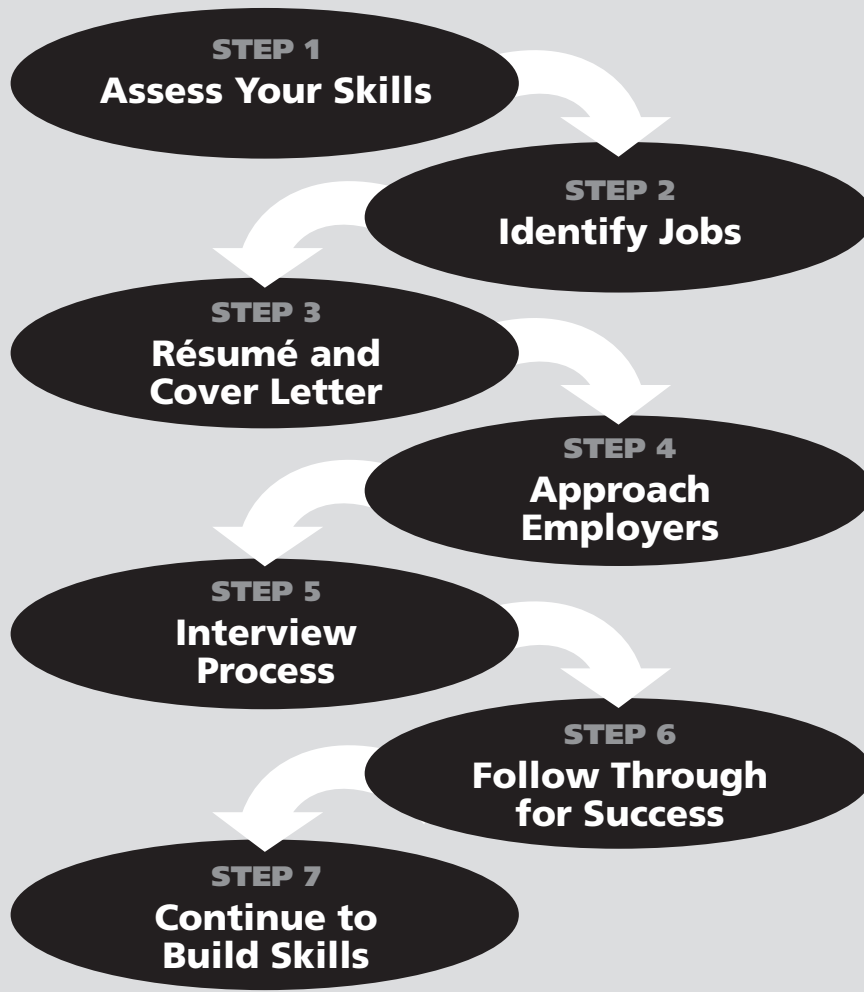 STEP 1
Assess Your Skills
STEP 2
Identify Jobs
STEP 3
Résumé and
Cover Letter
STEP 4
Approach
Employers
STEP 5
Interview
Process
STEP 6
Follow Through
for Success
STEP 7
Continue to
Build Skills